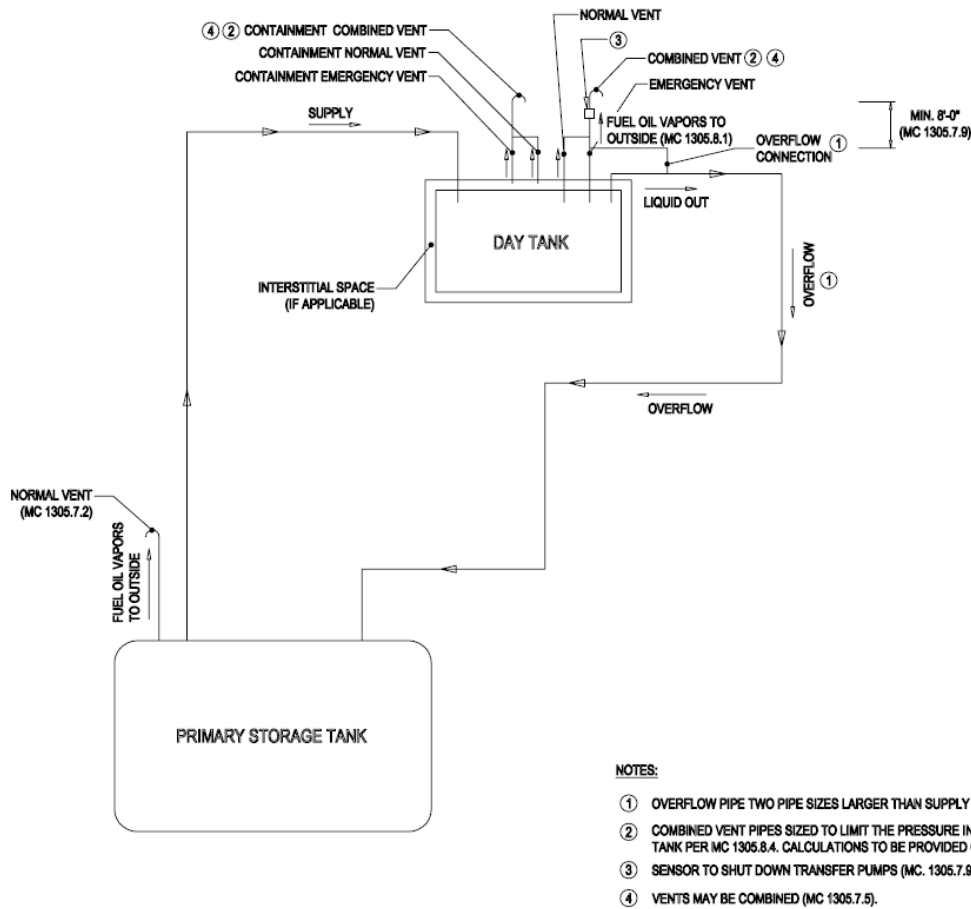 NORMAL VENT
④ ② CONTAINMENT COMBINED VENT
③
CONTAINMENT NORMAL VENT
COMBINED VENT ② ④
CONTAINMENT EMERGENCY VENT
EMERGENCY VENT
SUPPLY
FUEL OIL VAPORS TO
OUTSIDE (MC 1305.8.1)
MIN. 8'-0"
(MC 1305.7.9)
OVERFLOW
CONNECTION ①
LIQUID OUT
DAY TANK
INTERSTITIAL SPACE
(IF APPLICABLE)
OVERFLOW ①
OVERFLOW
NORMAL VENT
(MC 1305.7.2)
FUEL OIL VAPORS
TO OUTSIDE
PRIMARY STORAGE TANK
NOTES:
① OVERFLOW PIPE TWO PIPE SIZES LARGER THAN SUPPLY
② COMBINED VENT PIPES SIZED TO LIMIT THE PRESSURE IN
TANK PER MC 1305.8.4. CALCULATIONS TO BE PROVIDED
③ SENSOR TO SHUT DOWN TRANSFER PUMPS (MC. 1305.7.9
④ VENTS MAY BE COMBINED (MC 1305.7.5).